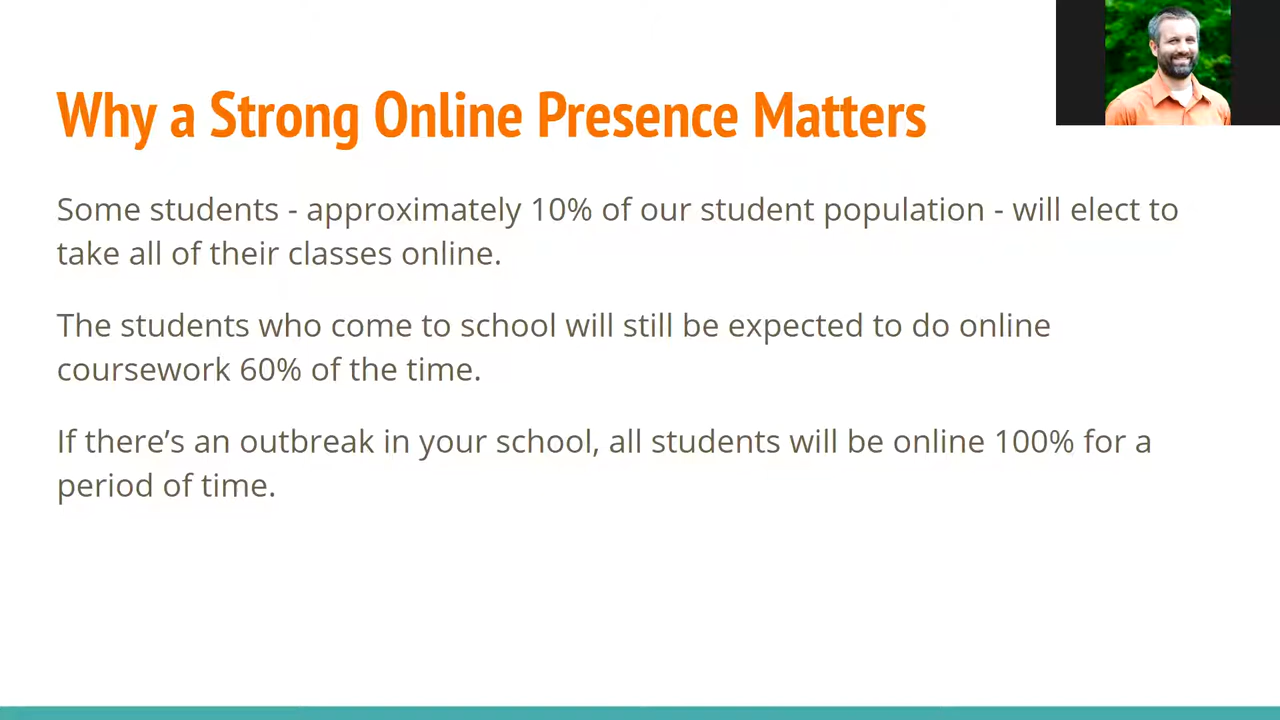 Why a Strong Online Presence Matters
Some students - approximately 10% of our student population - will elect to
take all of their classes online.
The students who come to school will still be expected to do online
coursework 60% of the time.
If there’s an outbreak in your school, all students will be online 100% for a
period of time.